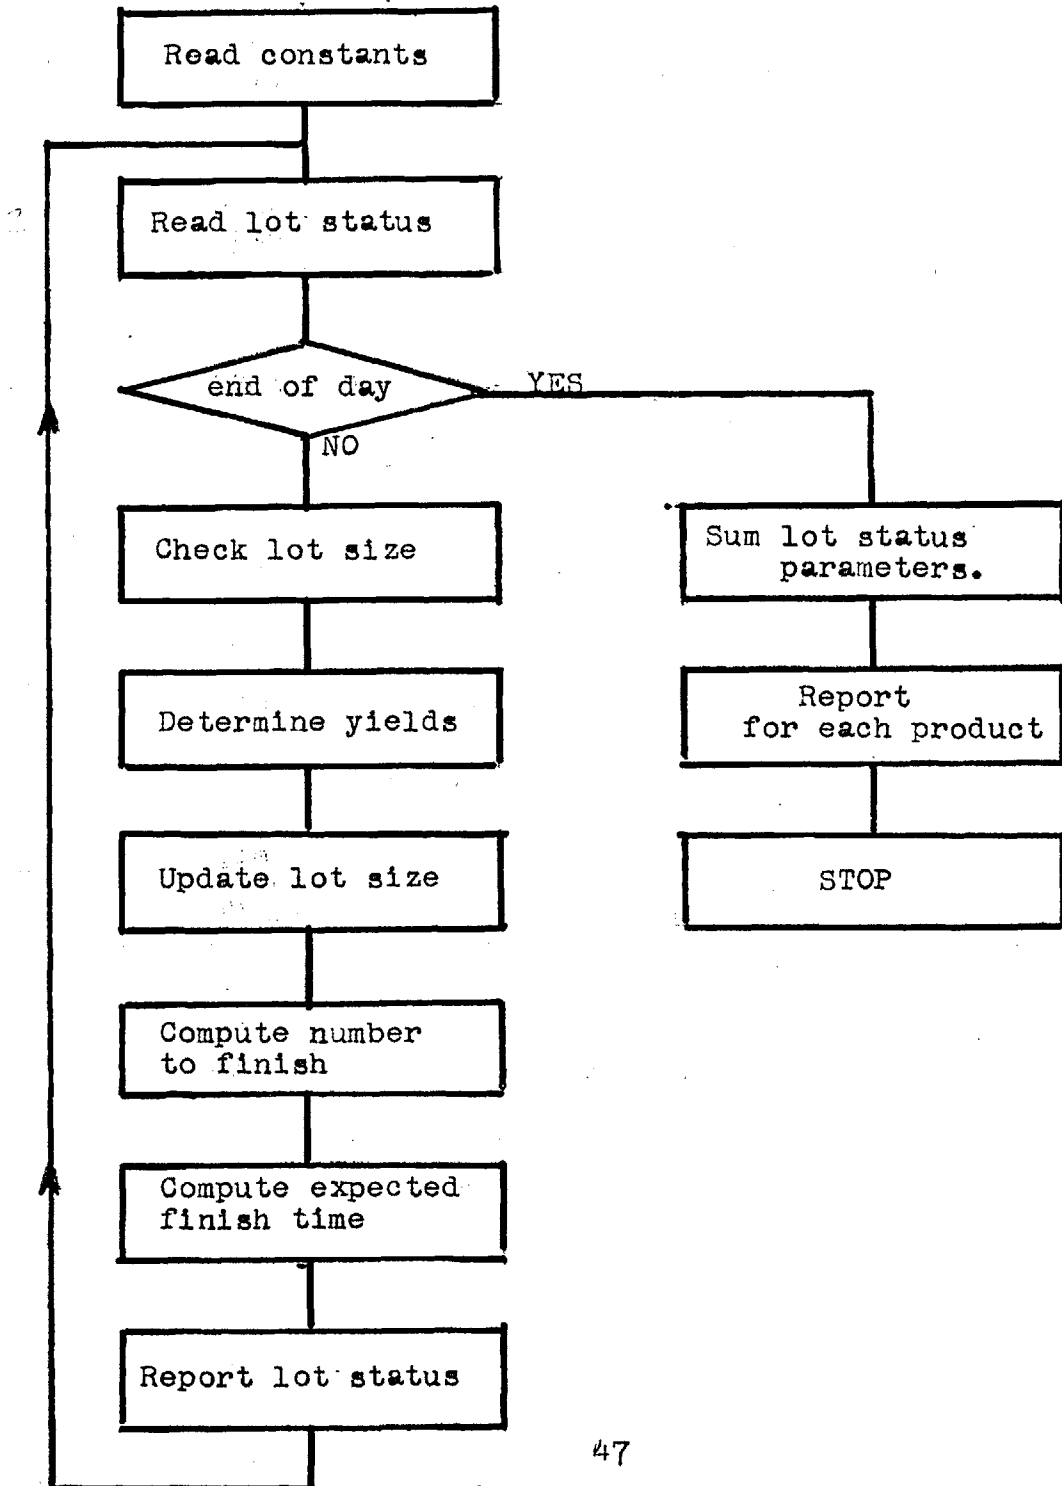 Read constants
Read lot status
end of day
YES
NO
Check lot size
Sum lot status
parameters.
Determine yields
Report
for each product
Update lot size
STOP
Compute number
to finish
Compute expected
finish time
Report lot status
47